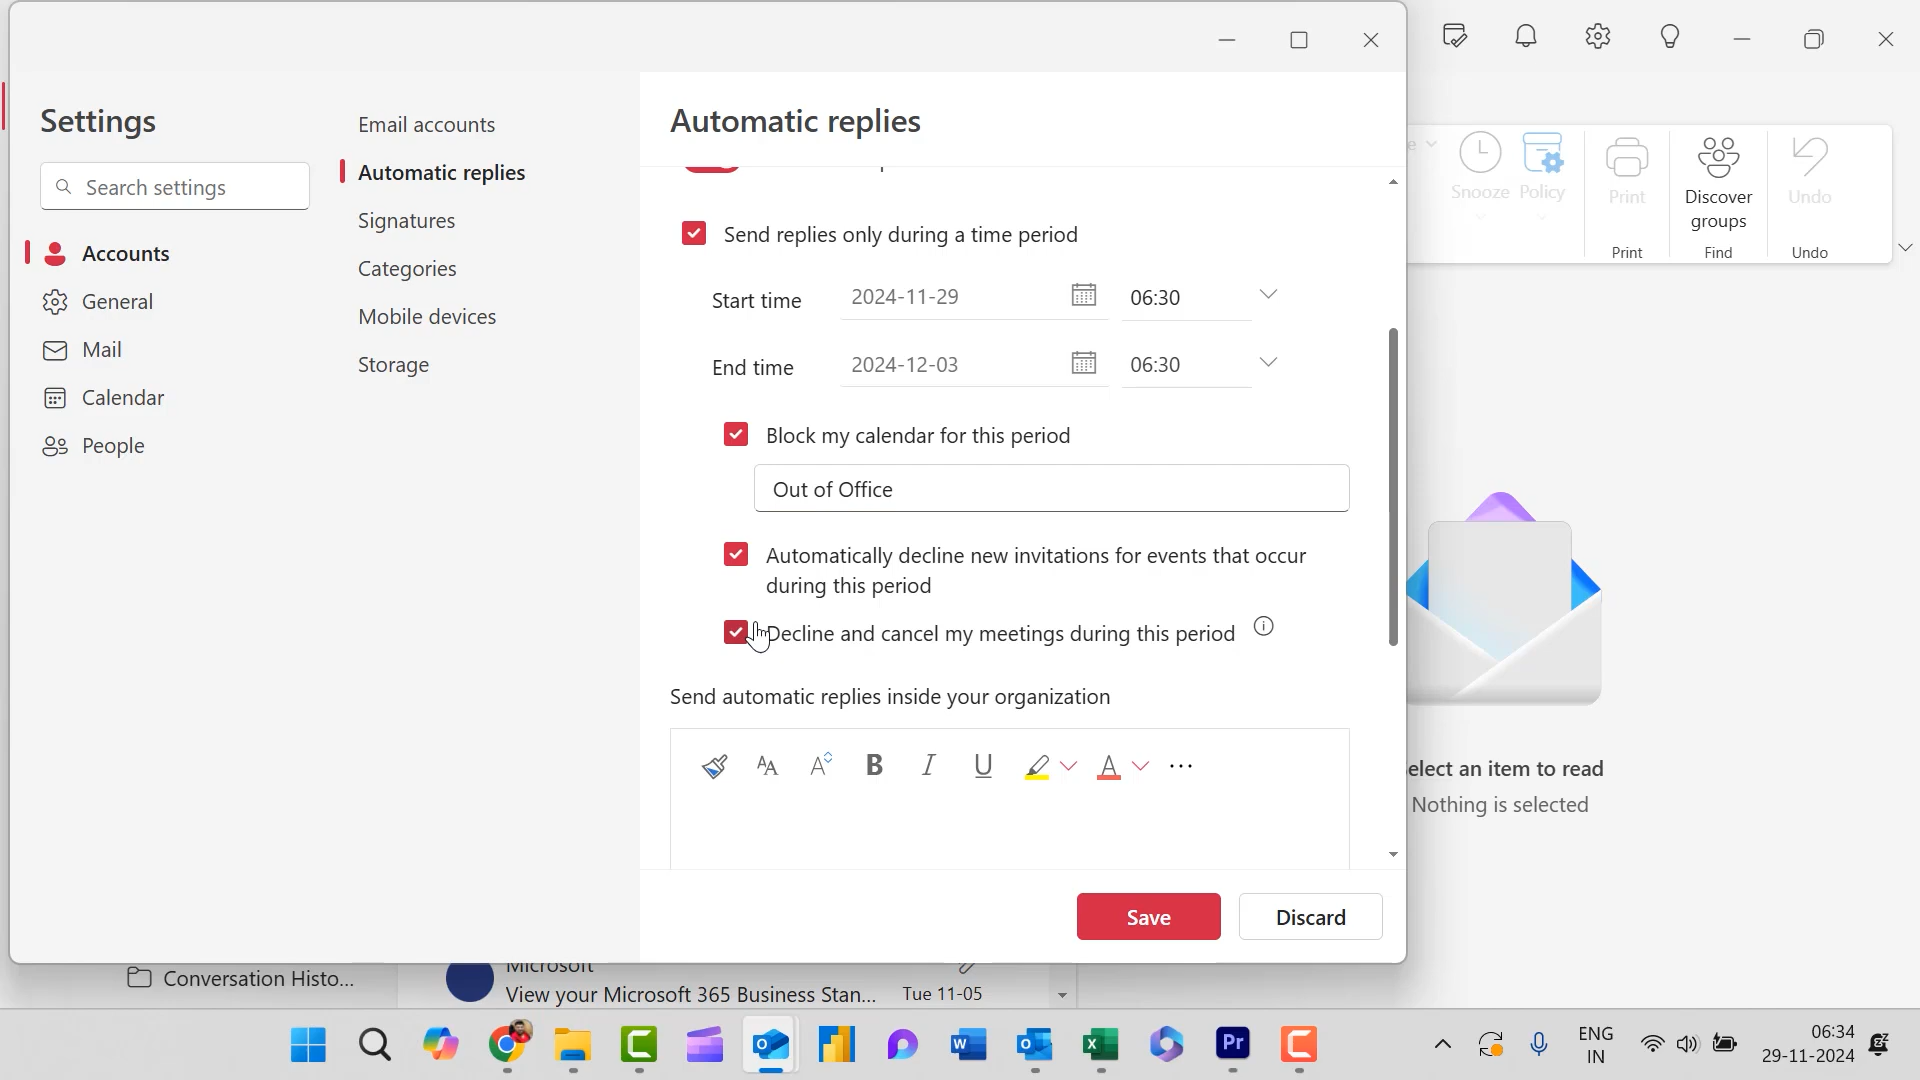 Settings
Search settings
Accounts
General
Mail
Calendar
People
Email accounts
Automatic replies
Signatures
Categories
Mobile devices
Storage
Automatic replies
Send replies only during a time period
Start time 2024-11-29 06:30
End time 2024-12-03 06:30
Block my calendar for this period
Out of Office
Automatically decline new invitations for events that occur
during this period
Decline and cancel my meetings during this period
Send automatic replies inside your organization
B I U A
Save Discard
Snooze Policy
Print
Print
Discover
groups
Find
Undo
Undo
elect an item to read
Nothing is selected
Conversation Histo...
Microsoft
View your Microsoft 365 Business Stan... Tue 11-05
ENG
IN
06:34
29-11-2024